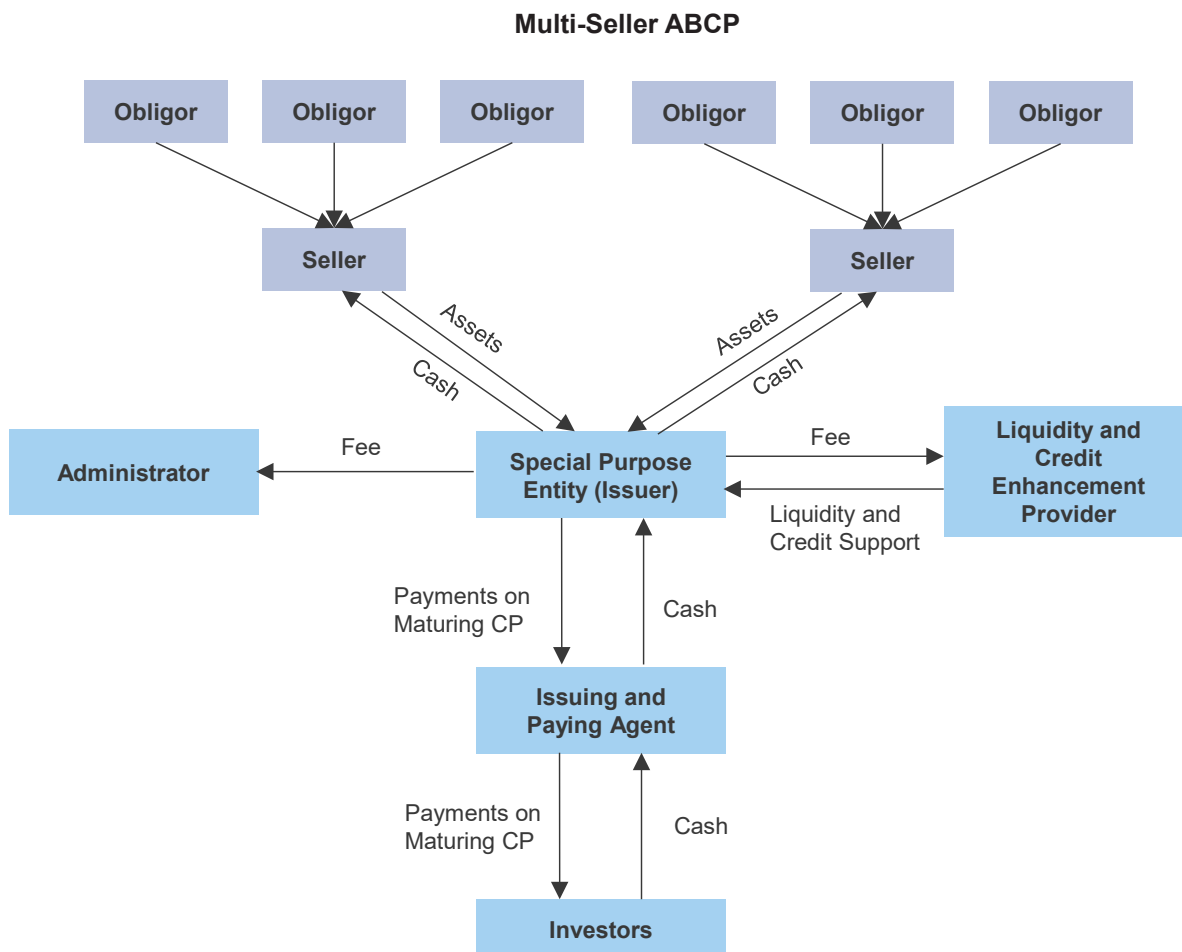 Multi-Seller ABCP
Obligor
Obligor
Obligor
Obligor
Obligor
Obligor
Seller
Seller
Assets
Cash
Assets
Cash
Administrator
Fee
Special Purpose
Entity (Issuer)
Fee
Liquidity and
Credit Support
Liquidity and
Credit
Enhancement
Provider
Payments on
Maturing CP
Cash
Issuing and
Paying Agent
Payments on
Maturing CP
Cash
Investors